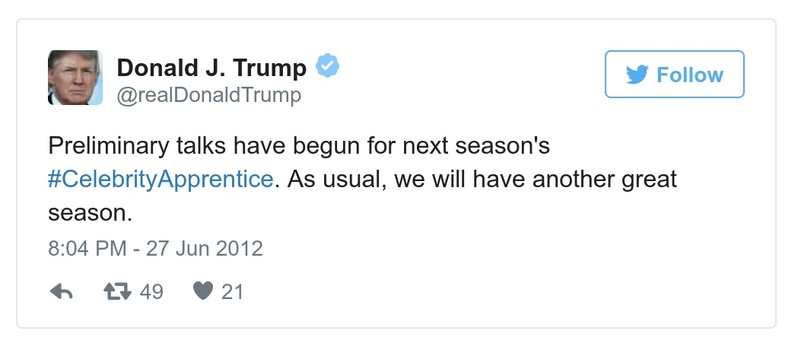 Donald J. Trump
@realDonaldTrump
Follow
Preliminary talks have begun for next season's
#CelebrityApprentice. As usual, we will have another great
season.
8:04 PM - 27 Jun 2012
49 21